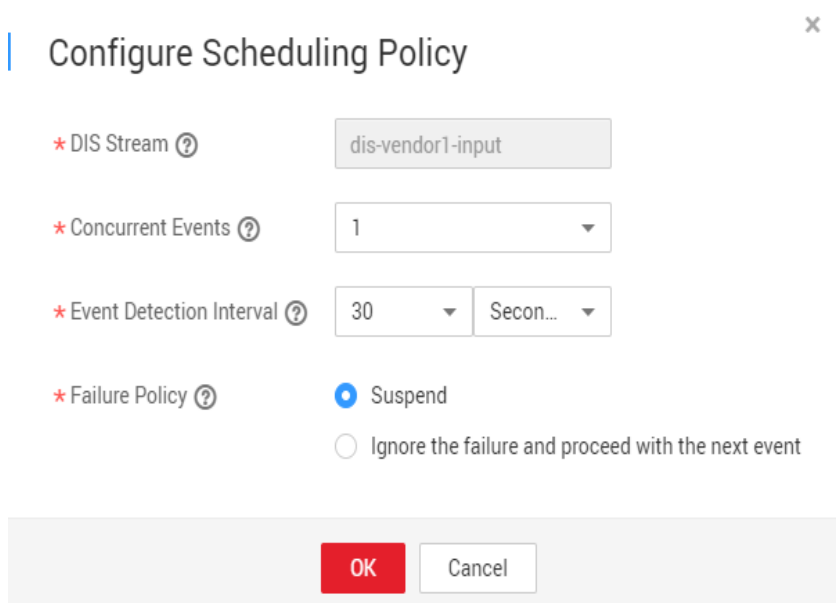 Configure Scheduling Policy
* DIS Stream ? dis-vendor1-input
* Concurrent Events ? 1
* Event Detection Interval ? 30 Secon...
* Failure Policy ? Suspend
Ignore the failure and proceed with the next event
OK Cancel